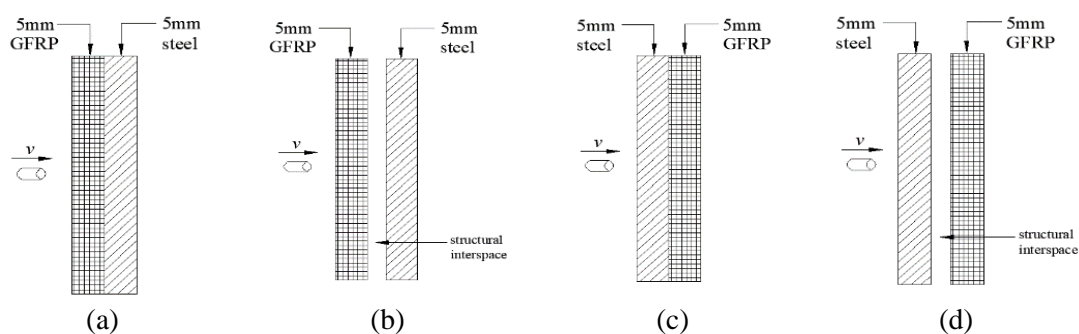 5mm
GFRP
5mm
steel
v
(a)
5mm
GFRP
5mm
steel
v
structural
interspace
(b)
5mm
steel
5mm
GFRP
v
(c)
5mm
steel
5mm
GFRP
v
structural
interspace
(d)